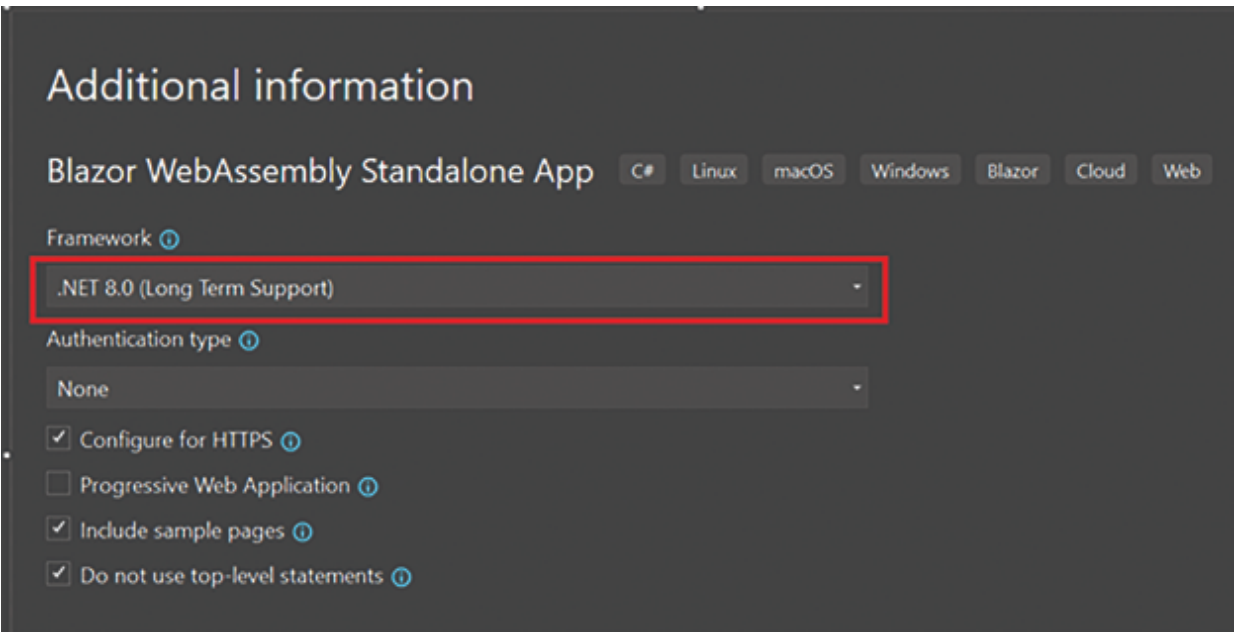 Additional information
Blazor WebAssembly Standalone App C# Linux macOS Windows Blazor Cloud Web
Framework
.NET 8.0 (Long Term Support)
Authentication type
None
Configure for HTTPS
Progressive Web Application
Include sample pages
Do not use top-level statements